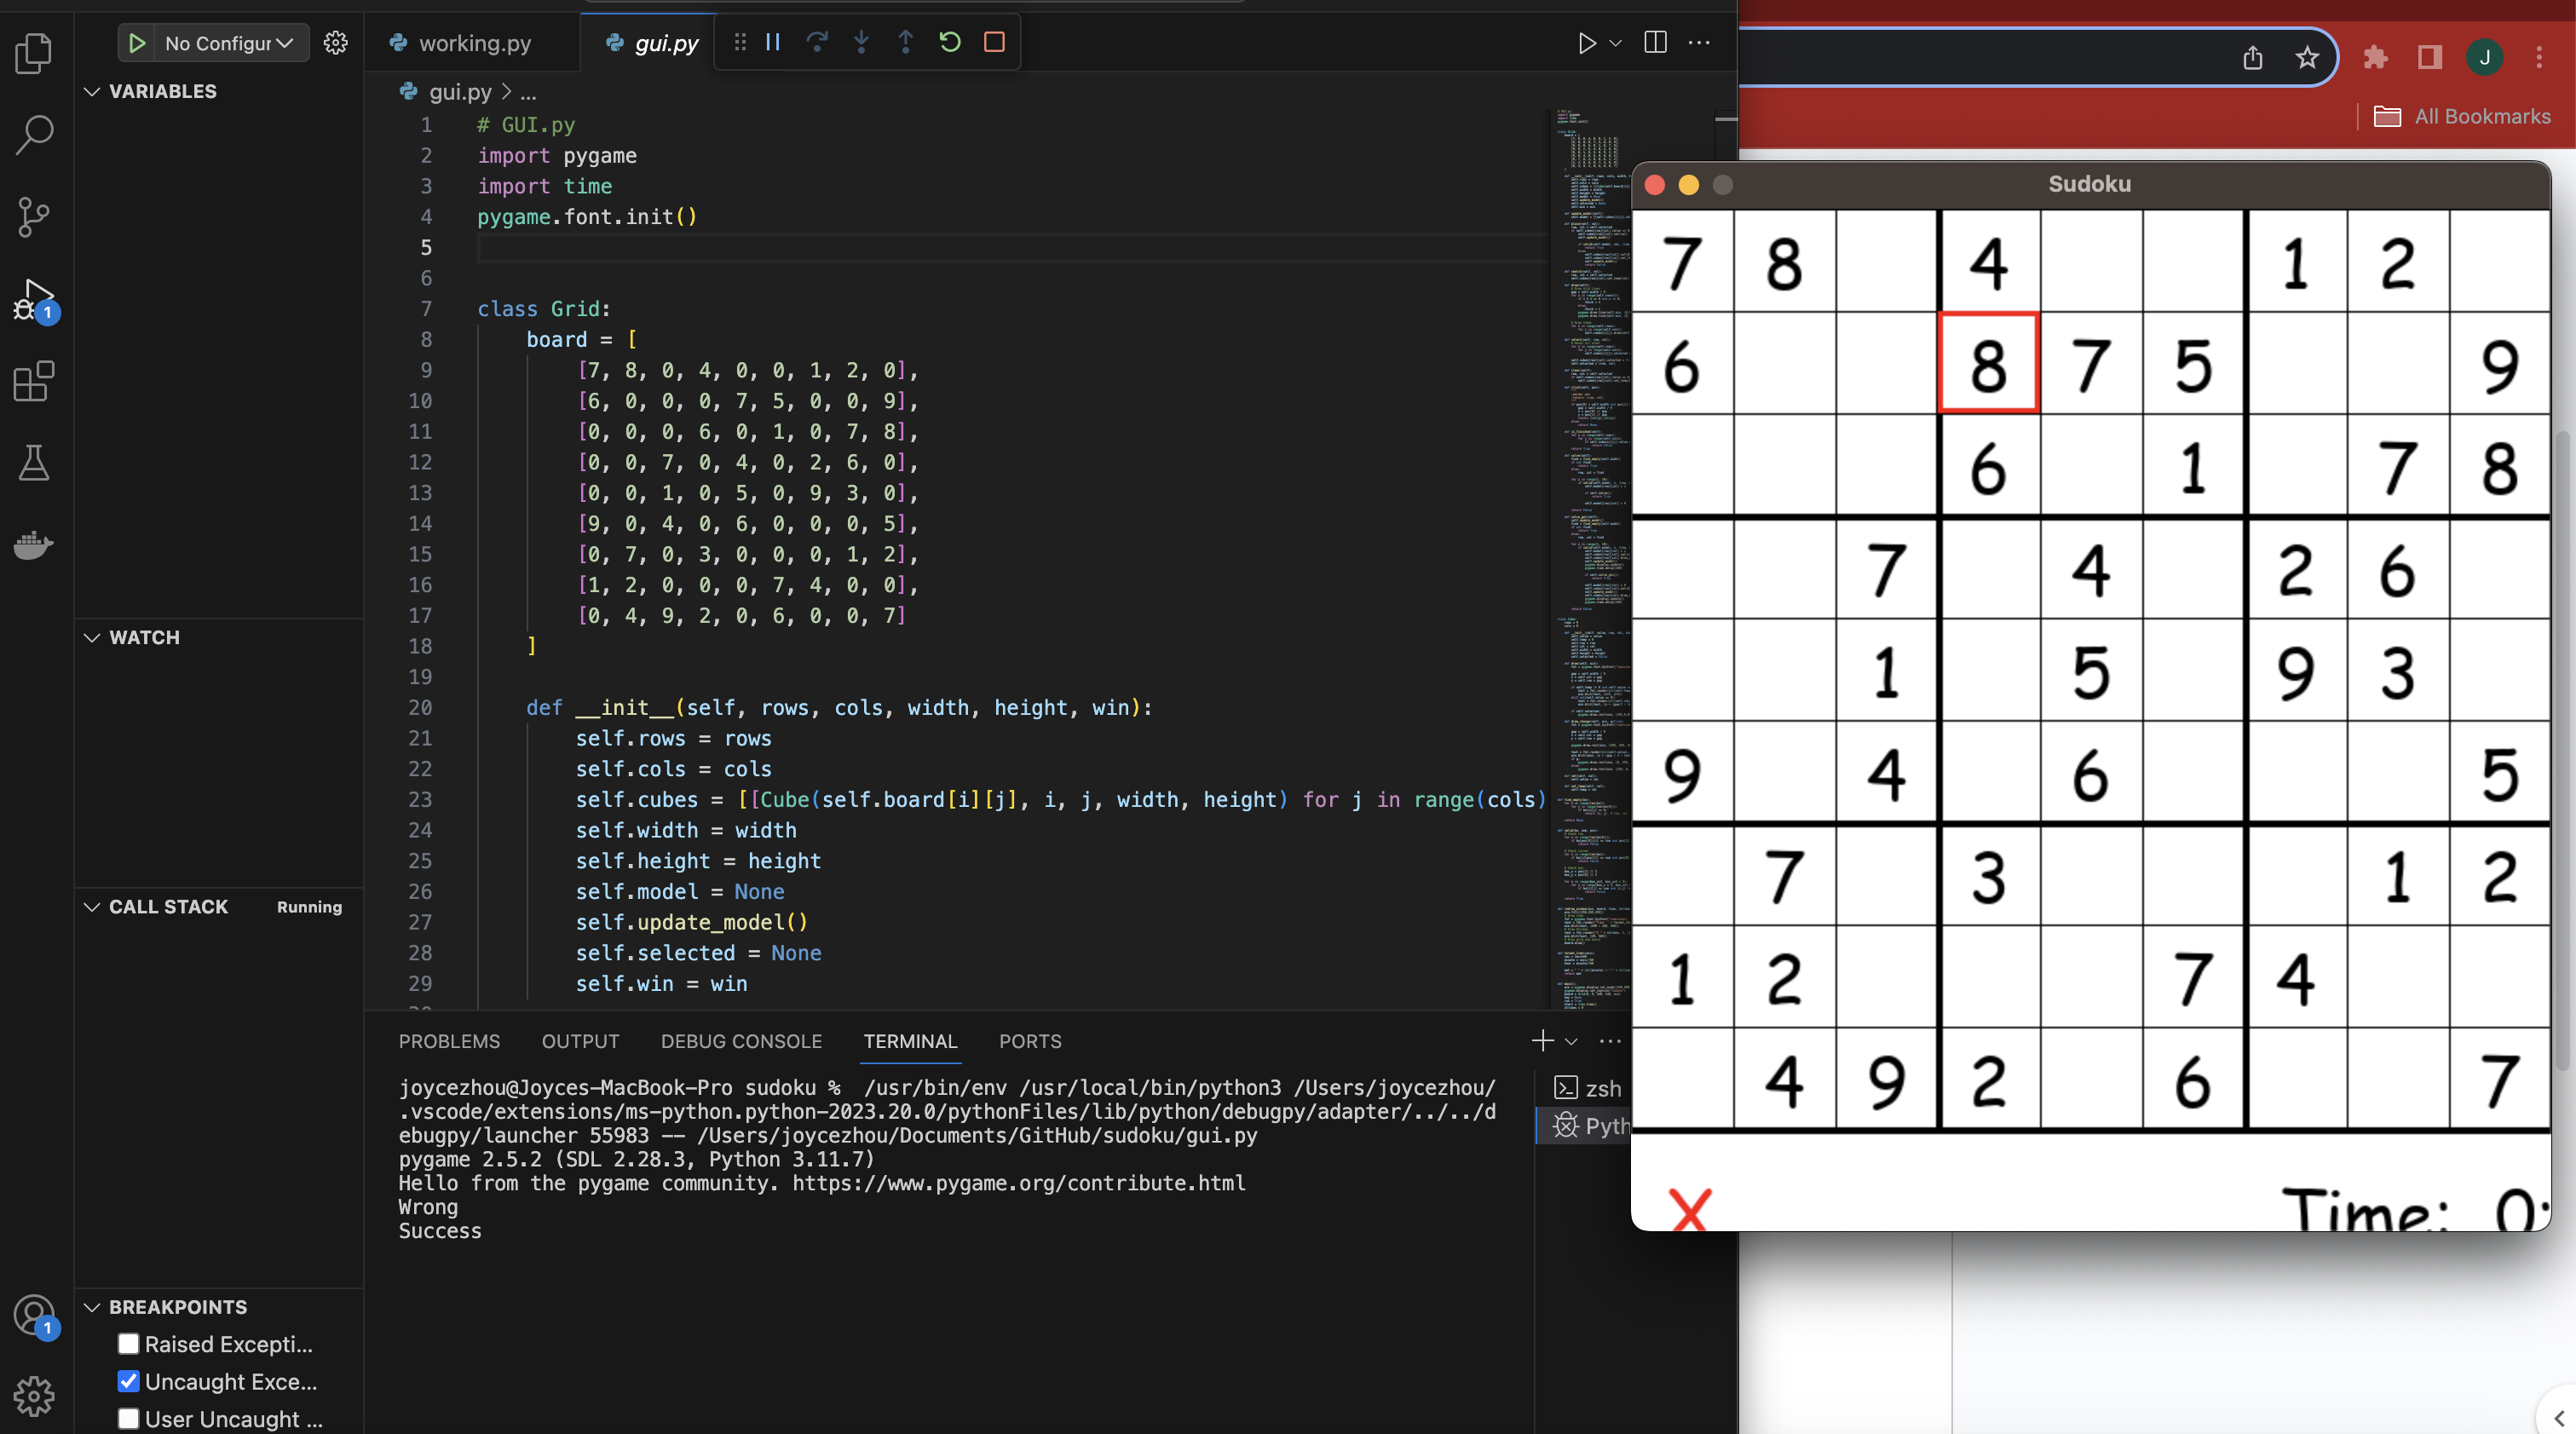 No Configur
working.py
gui.py
J
VARIABLES
gui.py > ...
All Bookmarks
1 # GUI.py
2 import pygame
3 import time
4 pygame.font.init()
5
6
7 class Grid:
8 board = [
9 [7, 8, 0, 4, 0, 0, 1, 2, 0],
10 [6, 0, 0, 0, 7, 5, 0, 0, 9],
11 [0, 0, 0, 6, 0, 1, 0, 7, 8],
12 [0, 0, 7, 0, 4, 0, 2, 6, 0],
13 [0, 0, 1, 0, 5, 0, 9, 3, 0],
14 [9, 0, 4, 0, 6, 0, 0, 0, 5],
15 [0, 7, 0, 3, 0, 0, 0, 1, 2],
16 [1, 2, 0, 0, 0, 7, 4, 0, 0],
17 [0, 4, 9, 2, 0, 6, 0, 0, 7]
18 ]
19
20 def __init__(self, rows, cols, width, height, win):
21 self.rows = rows
22 self.cols = cols
23 self.cubes = [[Cube(self.board[i][j], i, j, width, height) for j in range(cols)
24 self.width = width
25 self.height = height
26 self.model = None
27 self.update_model()
28 self.selected = None
29 self.win = win
1
WATCH
CALL STACK Running
BREAKPOINTS
Raised Excepti...
Uncaught Exce...
User Uncaught ...
1
PROBLEMS OUTPUT DEBUG CONSOLE TERMINAL PORTS
joycezhou@Joyces-MacBook-Pro sudoku % /usr/bin/env /usr/local/bin/python3 /Users/joycezhou/
.vscode/extensions/ms-python.python-2023.20.0/pythonFiles/lib/python/debugpy/adapter/../../d
ebugpy/launcher 55983 -- /Users/joycezhou/Documents/GitHub/sudoku/gui.py
pygame 2.5.2 (SDL 2.28.3, Python 3.11.7)
Hello from the pygame community. https://www.pygame.org/contribute.html
Wrong
Success
zsh
Pyth
Sudoku
7 8 4 1 2
6 8 7 5 9
6 1 7 8
7 4 2 6
1 5 9 3
9 4 6 5
7 3 1 2
1 2 7 4
4 9 2 6 7
X Time: 0: